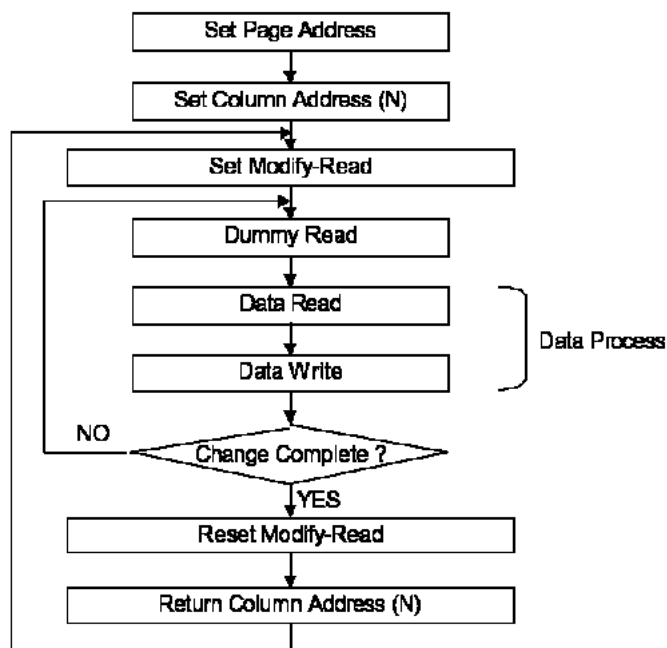 Set Page Address
Set Column Address (N)
Set Modify-Read
Dummy Read
Data Read
Data Process
Data Write
NO
Change Complete ?
YES
Reset Modify-Read
Return Column Address (N)